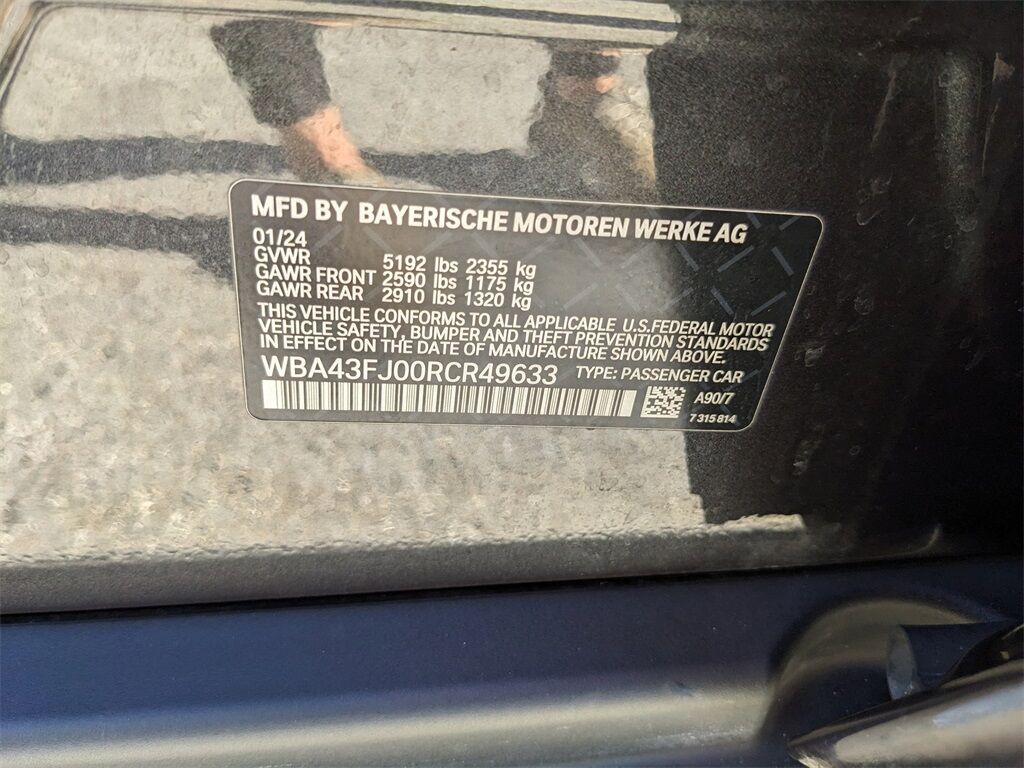 MFD BY BAYERISCHE MOTOREN WERKE AG
01/24
GVWR 5192 lbs 2355 kg
GAWR FRONT 2590 lbs 1175 kg
GAWR REAR 2910 lbs 1320 kg
THIS VEHICLE CONFORMS TO ALL APPLICABLE U.S.FEDERAL MOTOR
VEHICLE SAFETY, BUMPER AND THEFT PREVENTION STANDARDS
IN EFFECT ON THE DATE OF MANUFACTURE SHOWN ABOVE.
WBA43FJ00RCR49633 TYPE: PASSENGER CAR
A90/7
7 315 814